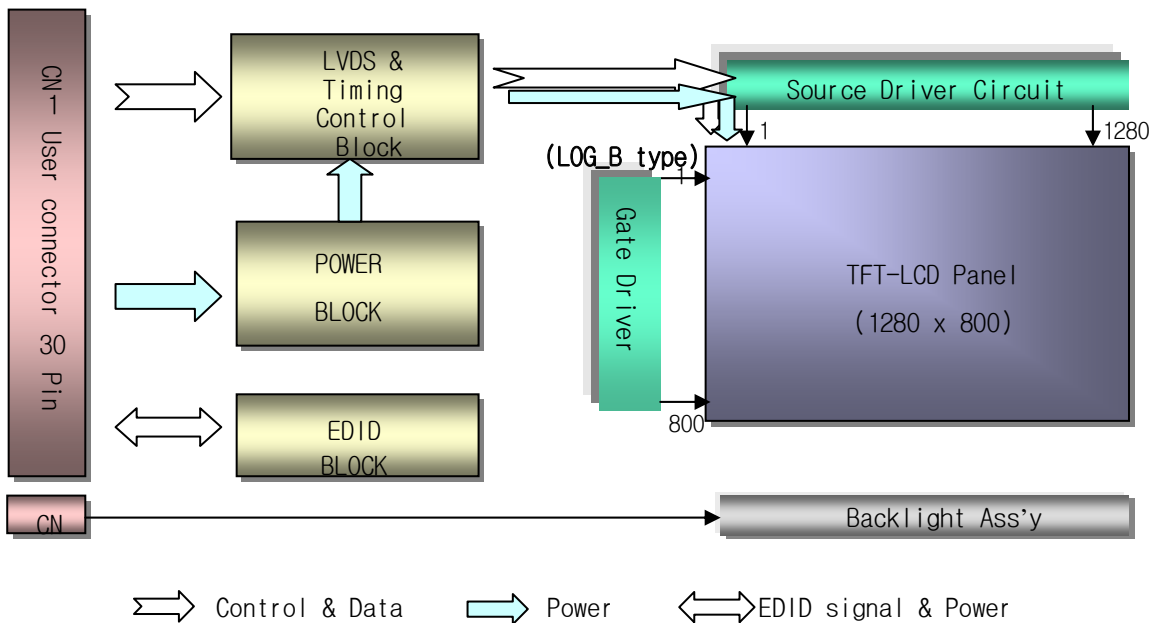 CN- User connector 30 Pin
LVDS &
Timing
Control
Block
POWER
BLOCK
EDID
BLOCK
CN
Source Driver Circuit
1
1280
(LOG_B type)
1
Gate Driver
800
TFT-LCD Panel
(1280 x 800)
Backlight Ass'y
Control & Data
Power
EDID signal & Power